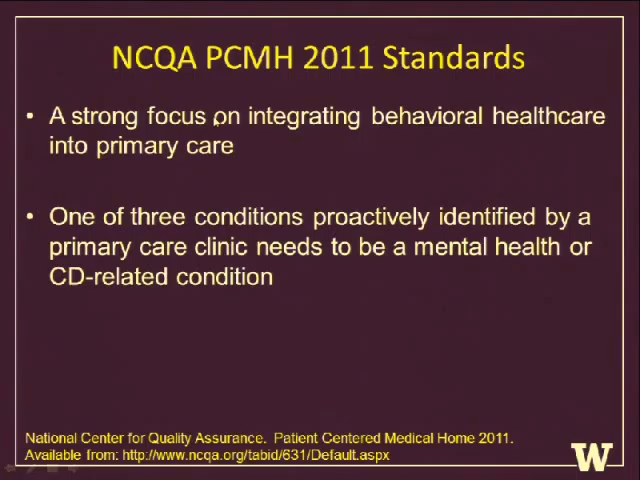 NCQA PCMH 2011 Standards
• A strong focus on integrating behavioral healthcare
into primary care
• One of three conditions proactively identified by a
primary care clinic needs to be a mental health or
CD-related condition
National Center for Quality Assurance. Patient Centered Medical Home 2011.
Available from: http://www.ncqa.org/tabid/631/Default.aspx
W